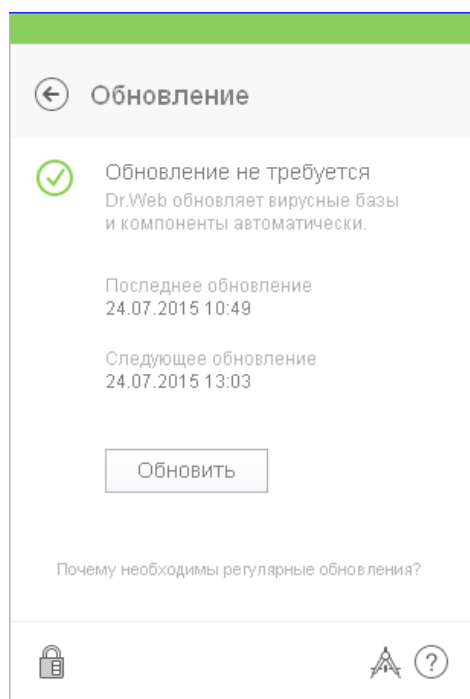 Обновление
Обновление не требуется
Dr.Web обновляет вирусные базы
и компоненты автоматически.
Последнее обновление
24.07.2015 10:49
Следующее обновление
24.07.2015 13:03
Обновить
Почему необходимы регулярные обновления?
?